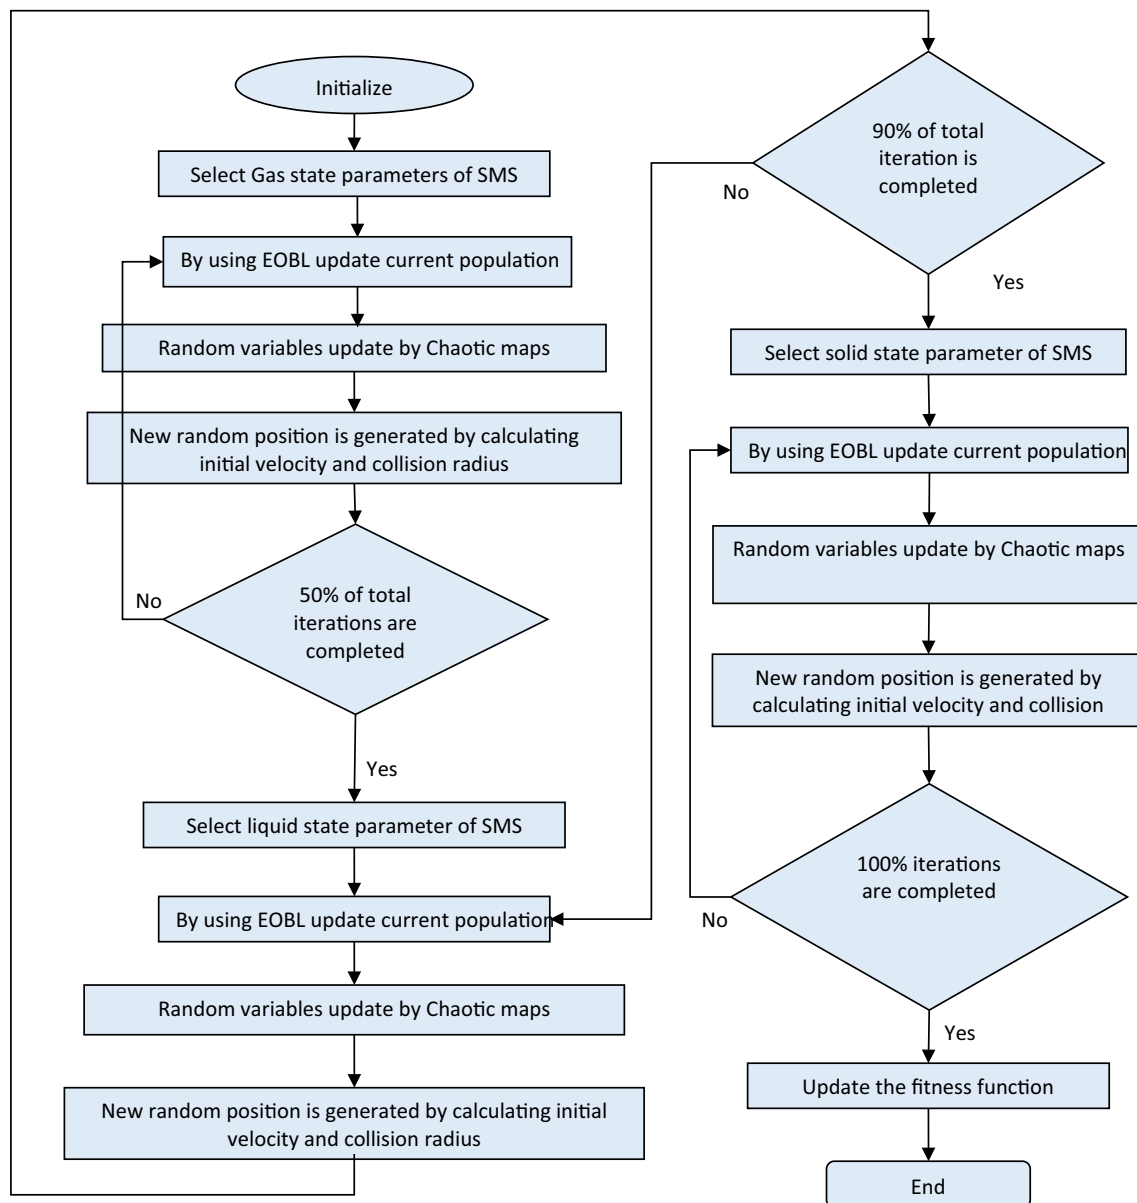 Initialize
Select Gas state parameters of SMS
By using EOBL update current population
Random variables update by Chaotic maps
New random position is generated by calculating
initial velocity and collision radius
No
50% of total
iterations are
completed
Yes
Select liquid state parameter of SMS
By using EOBL update current population
Random variables update by Chaotic maps
New random position is generated by calculating initial
velocity and collision radius
90% of total
iteration is
completed
No
Yes
Select solid state parameter of SMS
By using EOBL update current population
Random variables update by Chaotic maps
New random position is generated by
calculating initial velocity and collision
100% iterations
are completed
No
Yes
Update the fitness function
End